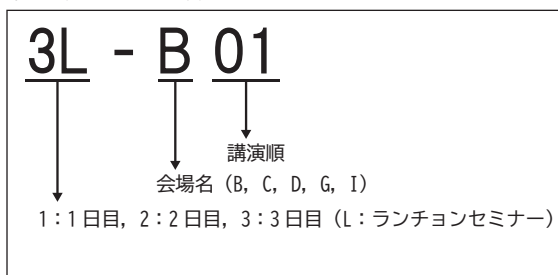 3L - B 01
講演順
会場名（B, C, D, G, I）
1：1日目, 2：2日目, 3：3日目（L：ランチョンセミナー）